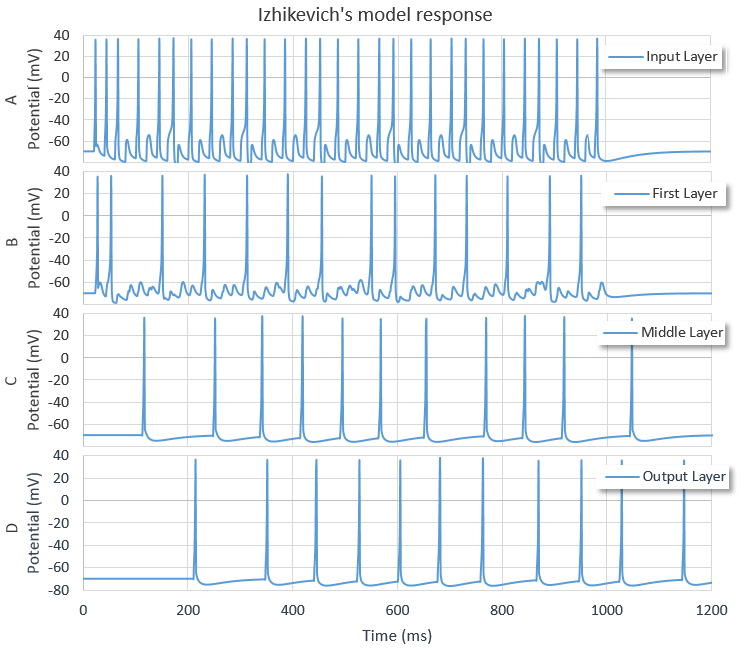 Izhikevich's model response
A
Potential (mV)
40
20
0
-20
-40
-60
Input Layer
B
Potential (mV)
40
20
0
-20
-40
-60
First Layer
C
Potential (mV)
40
20
0
-20
-40
-60
Middle Layer
D
Potential (mV)
40
20
0
-20
-40
-60
-80
Output Layer
0 200 400 600 800 1000 1200
Time (ms)